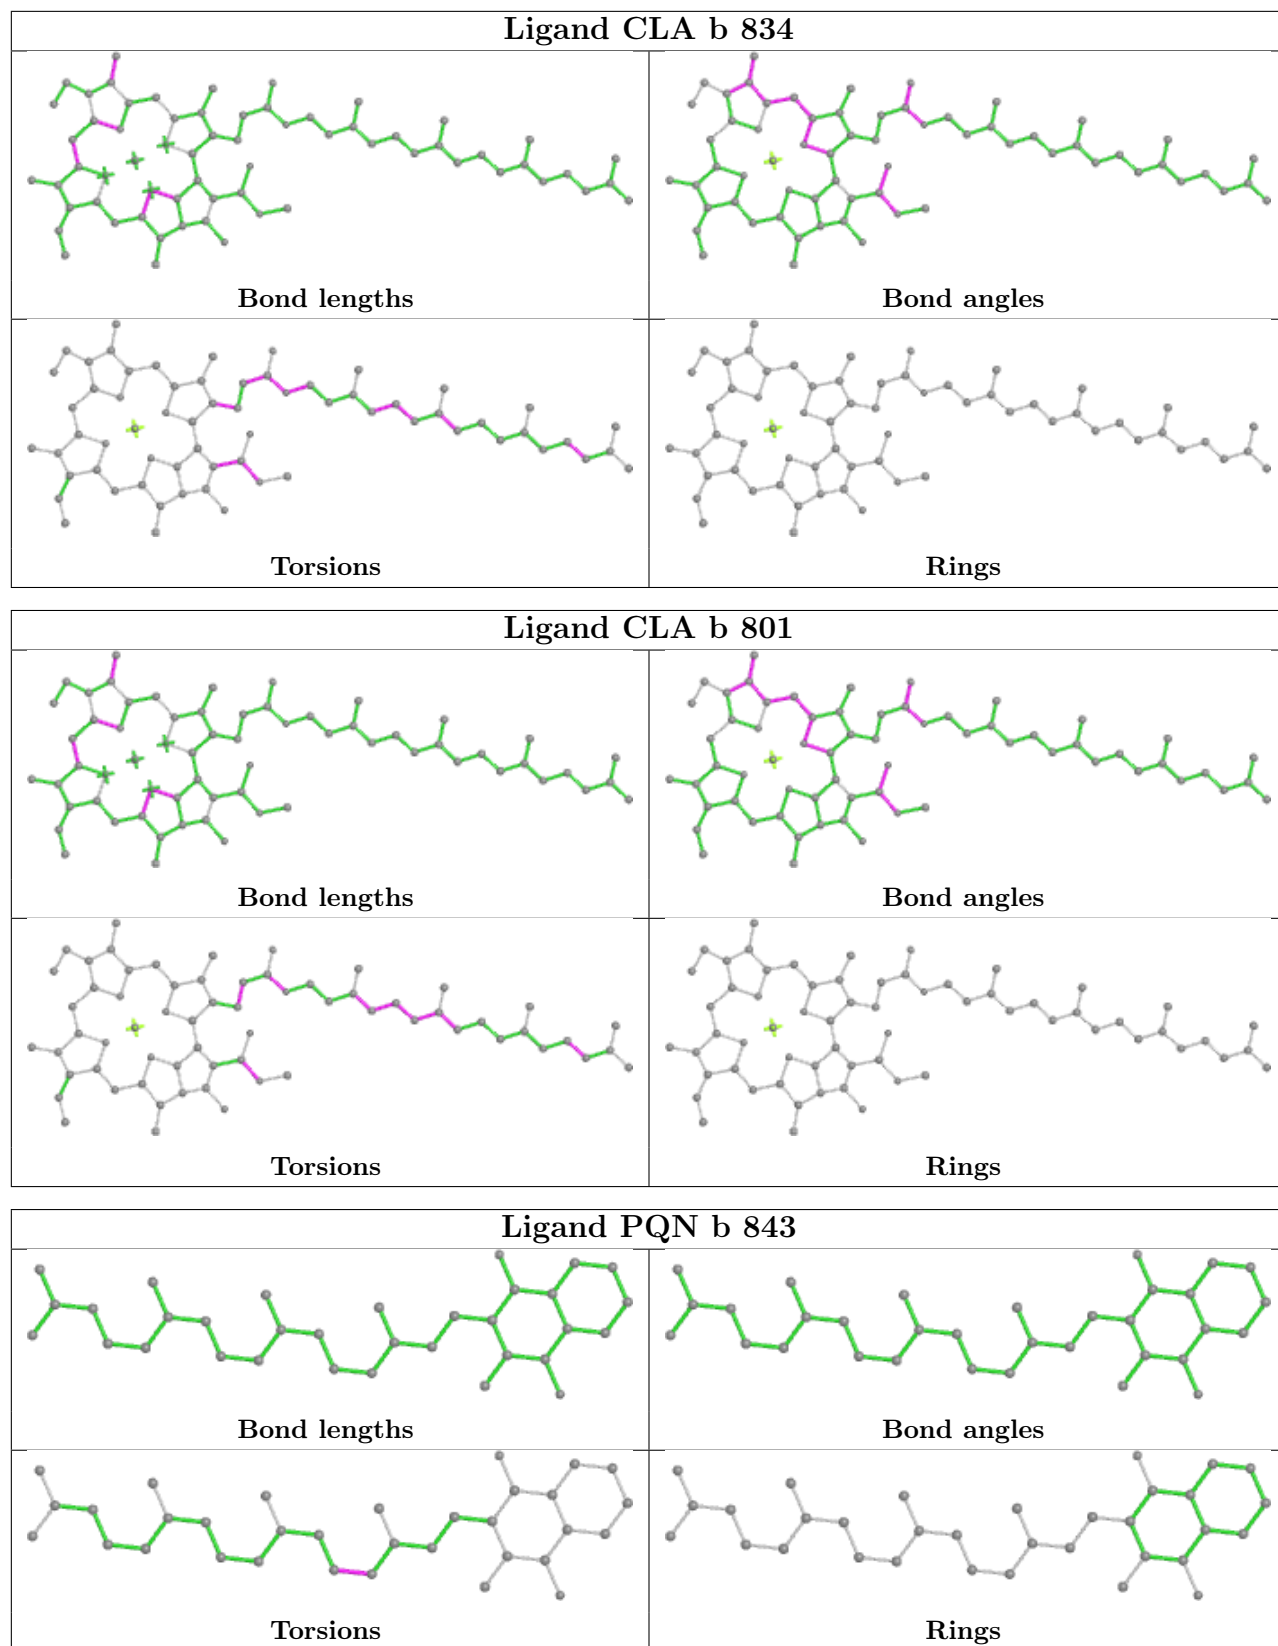 Ligand CLA b 834
Bond lengths
Bond angles
Torsions
Rings
Ligand CLA b 801
Bond lengths
Bond angles
Torsions
Rings
Ligand PQN b 843
Bond lengths
Bond angles
Torsions
Rings